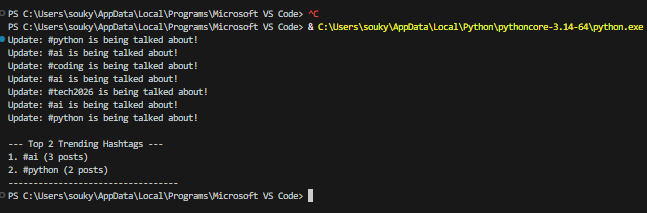 PS C:\Users\souky\AppData\Local\Programs\Microsoft VS Code> ^C
PS C:\Users\souky\AppData\Local\Programs\Microsoft VS Code> & C:\Users\souky\AppData\Local\Python\pythoncore-3.14-64\python.exe
Update: #python is being talked about!
Update: #ai is being talked about!
Update: #coding is being talked about!
Update: #ai is being talked about!
Update: #tech2026 is being talked about!
Update: #ai is being talked about!
Update: #python is being talked about!

--- Top 2 Trending Hashtags ---
1. #ai (3 posts)
2. #python (2 posts)
----------------------------------
PS C:\Users\souky\AppData\Local\Programs\Microsoft VS Code>